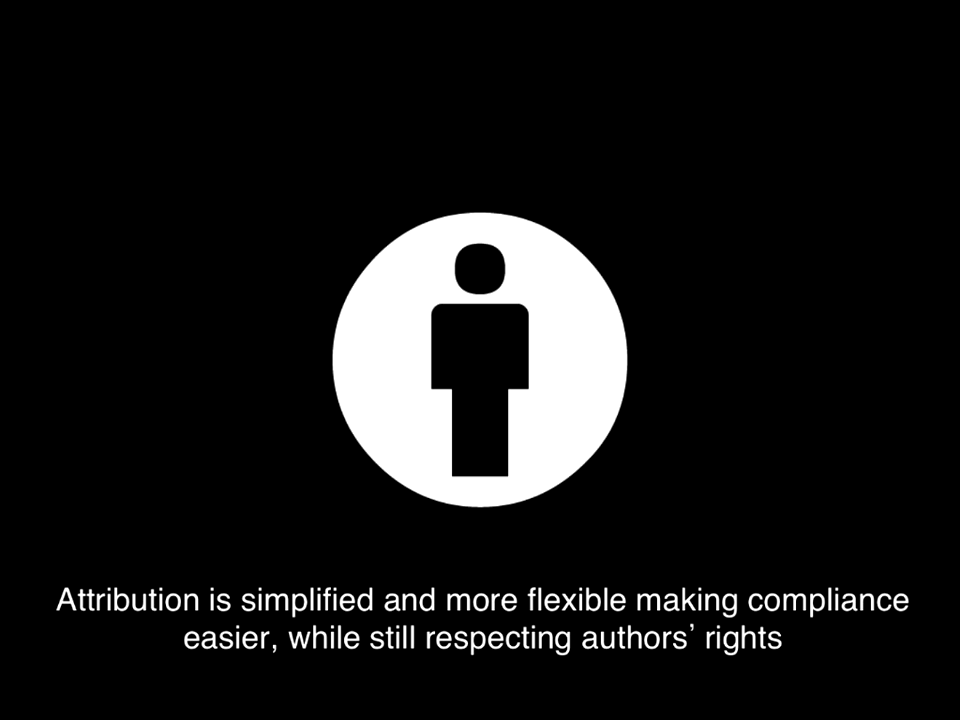 Attribution is simplified and more flexible making compliance
easier, while still respecting authors’ rights